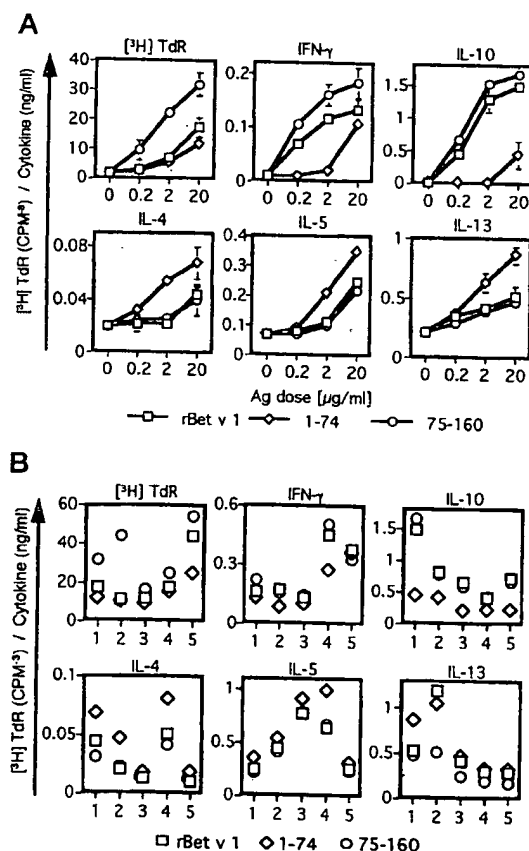 A
[³H] TdR IFN-γ IL-10
40
30
20
10
0
0.2
0.1
0
1.5
1.0
0.5
0
0 0.2 2 20 0 0.2 2 20 0 0.2 2 20
IL-4 IL-5 IL-13
0.08
0.04
0
0.4
0.3
0.2
0.1
0
1
0.5
0
0 0.2 2 20 0 0.2 2 20 0 0.2 2 20
[³H] TdR (CPM⁻³) / Cytokine (ng/ml)
Ag dose [μg/ml]
rBet v 1 1-74 75-160
B
[³H] TdR IFN-γ IL-10
60
40
20
0
0.6
0.3
0
1.5
1.0
0.5
0
1 2 3 4 5 1 2 3 4 5 1 2 3 4 5
IL-4 IL-5 IL-13
0.1
0.05
0
1
0.5
0
1
0.5
0
1 2 3 4 5 1 2 3 4 5 1 2 3 4 5
[³H] TdR (CPM⁻³) / Cytokine (ng/ml)
rBet v 1 1-74 75-160